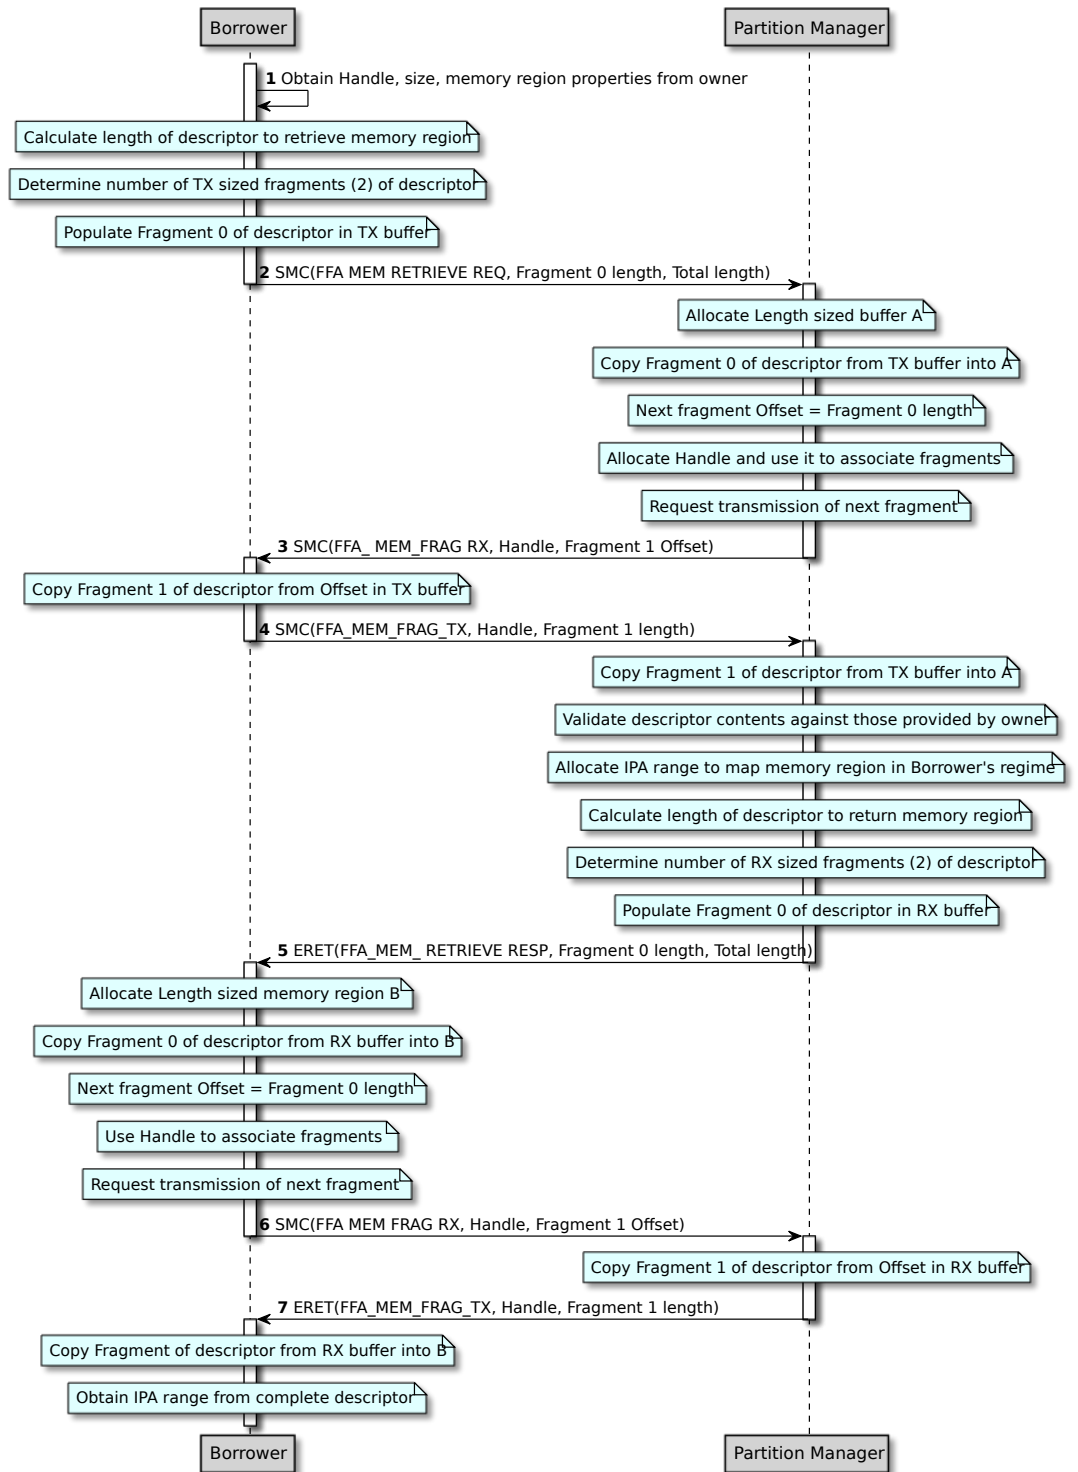 Borrower
Partition Manager
1 Obtain Handle, size, memory region properties from owner
Calculate length of descriptor to retrieve memory region
Determine number of TX sized fragments (2) of descriptor
Populate Fragment 0 of descriptor in TX buffer
2 SMC(FFA MEM RETRIEVE REQ, Fragment 0 length, Total length)
Allocate Length sized buffer A
Copy Fragment 0 of descriptor from TX buffer into A
Next fragment Offset = Fragment 0 length
Allocate Handle and use it to associate fragments
Request transmission of next fragment
3 SMC(FFA_ MEM_FRAG RX, Handle, Fragment 1 Offset)
Copy Fragment 1 of descriptor from Offset in TX buffer
4 SMC(FFA_MEM_FRAG_TX, Handle, Fragment 1 length)
Copy Fragment 1 of descriptor from TX buffer into A
Validate descriptor contents against those provided by owner
Allocate IPA range to map memory region in Borrower's regime
Calculate length of descriptor to return memory region
Determine number of RX sized fragments (2) of descriptor
Populate Fragment 0 of descriptor in RX buffer
5 ERET(FFA_MEM_ RETRIEVE RESP, Fragment 0 length, Total length)
Allocate Length sized memory region B
Copy Fragment 0 of descriptor from RX buffer into B
Next fragment Offset = Fragment 0 length
Use Handle to associate fragments
Request transmission of next fragment
6 SMC(FFA MEM FRAG RX, Handle, Fragment 1 Offset)
Copy Fragment 1 of descriptor from Offset in RX buffer
7 ERET(FFA_MEM_FRAG_TX, Handle, Fragment 1 length)
Copy Fragment of descriptor from RX buffer into B
Obtain IPA range from complete descriptor
Borrower
Partition Manager